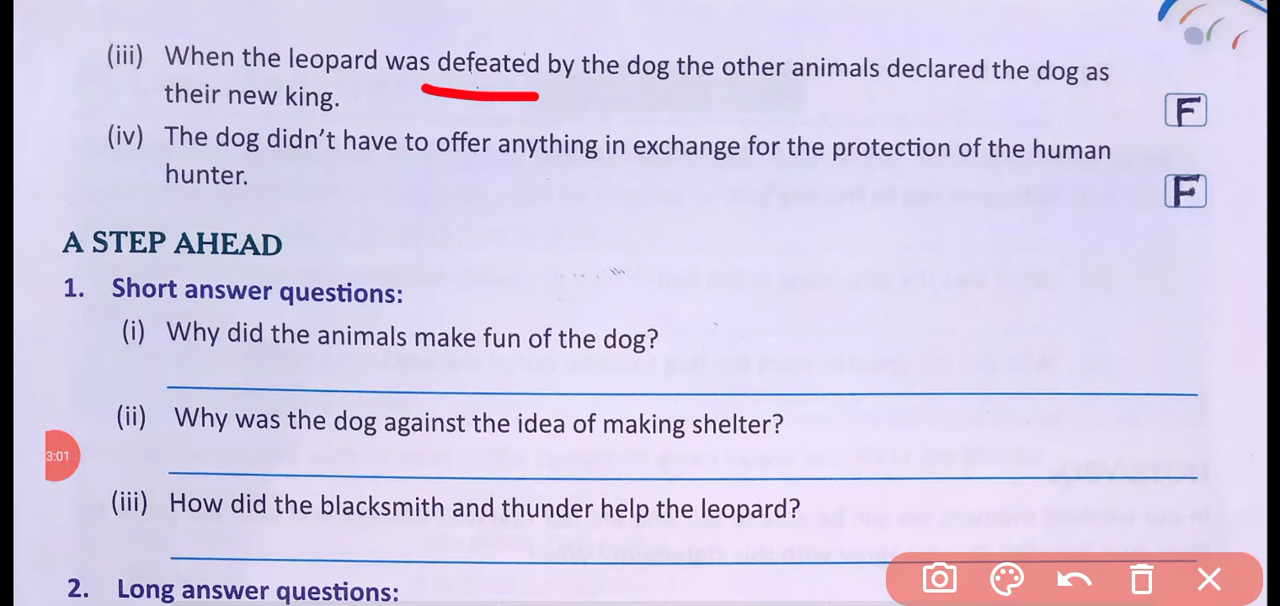 (iii) When the leopard was defeated by the dog the other animals declared the dog as
their new king.
F
(iv) The dog didn't have to offer anything in exchange for the protection of the human
hunter.
F
A STEP AHEAD
1. Short answer questions:
(i) Why did the animals make fun of the dog?
(ii) Why was the dog against the idea of making shelter?
3:01
(iii) How did the blacksmith and thunder help the leopard?
2. Long answer questions: